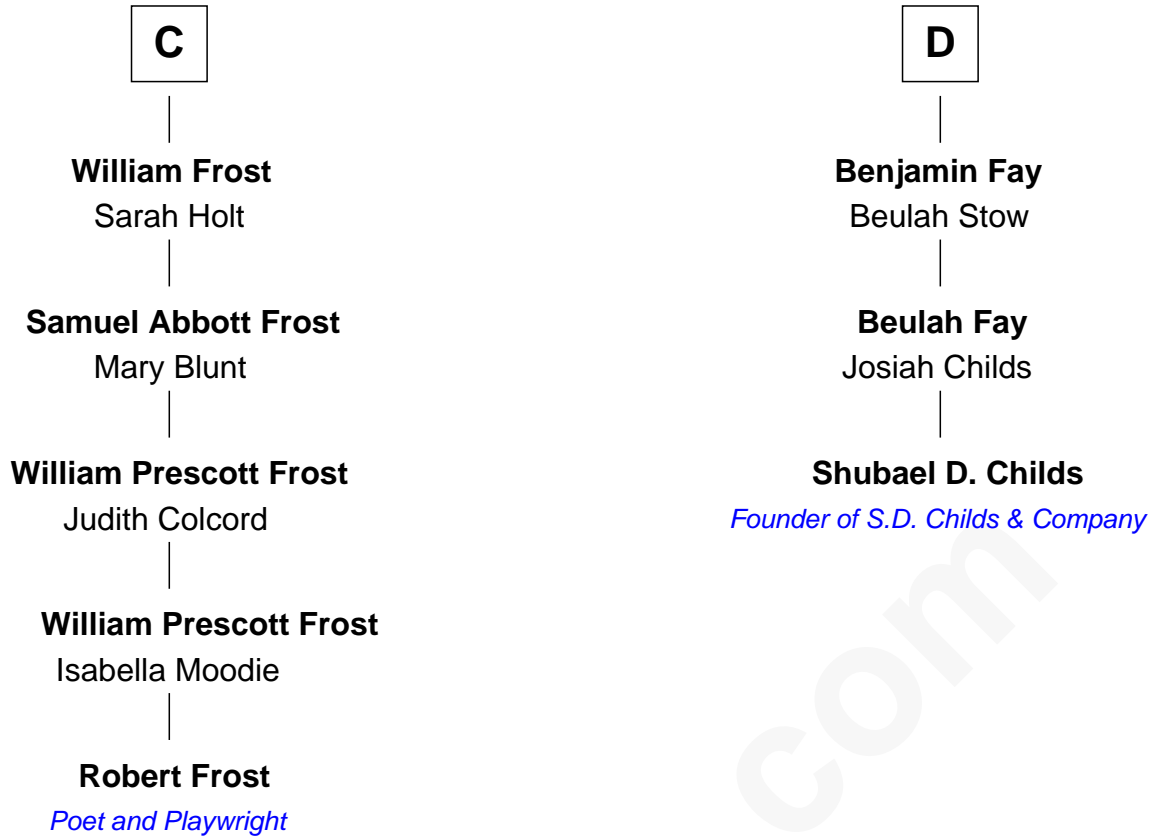 C
William Frost
Sarah Holt
Samuel Abbott Frost
Mary Blunt
William Prescott Frost
Judith Colcord
William Prescott Frost
Isabella Moodie
Robert Frost
Poet and Playwright
D
Benjamin Fay
Beulah Stow
Beulah Fay
Josiah Childs
Shubael D. Childs
Founder of S.D. Childs & Company
com